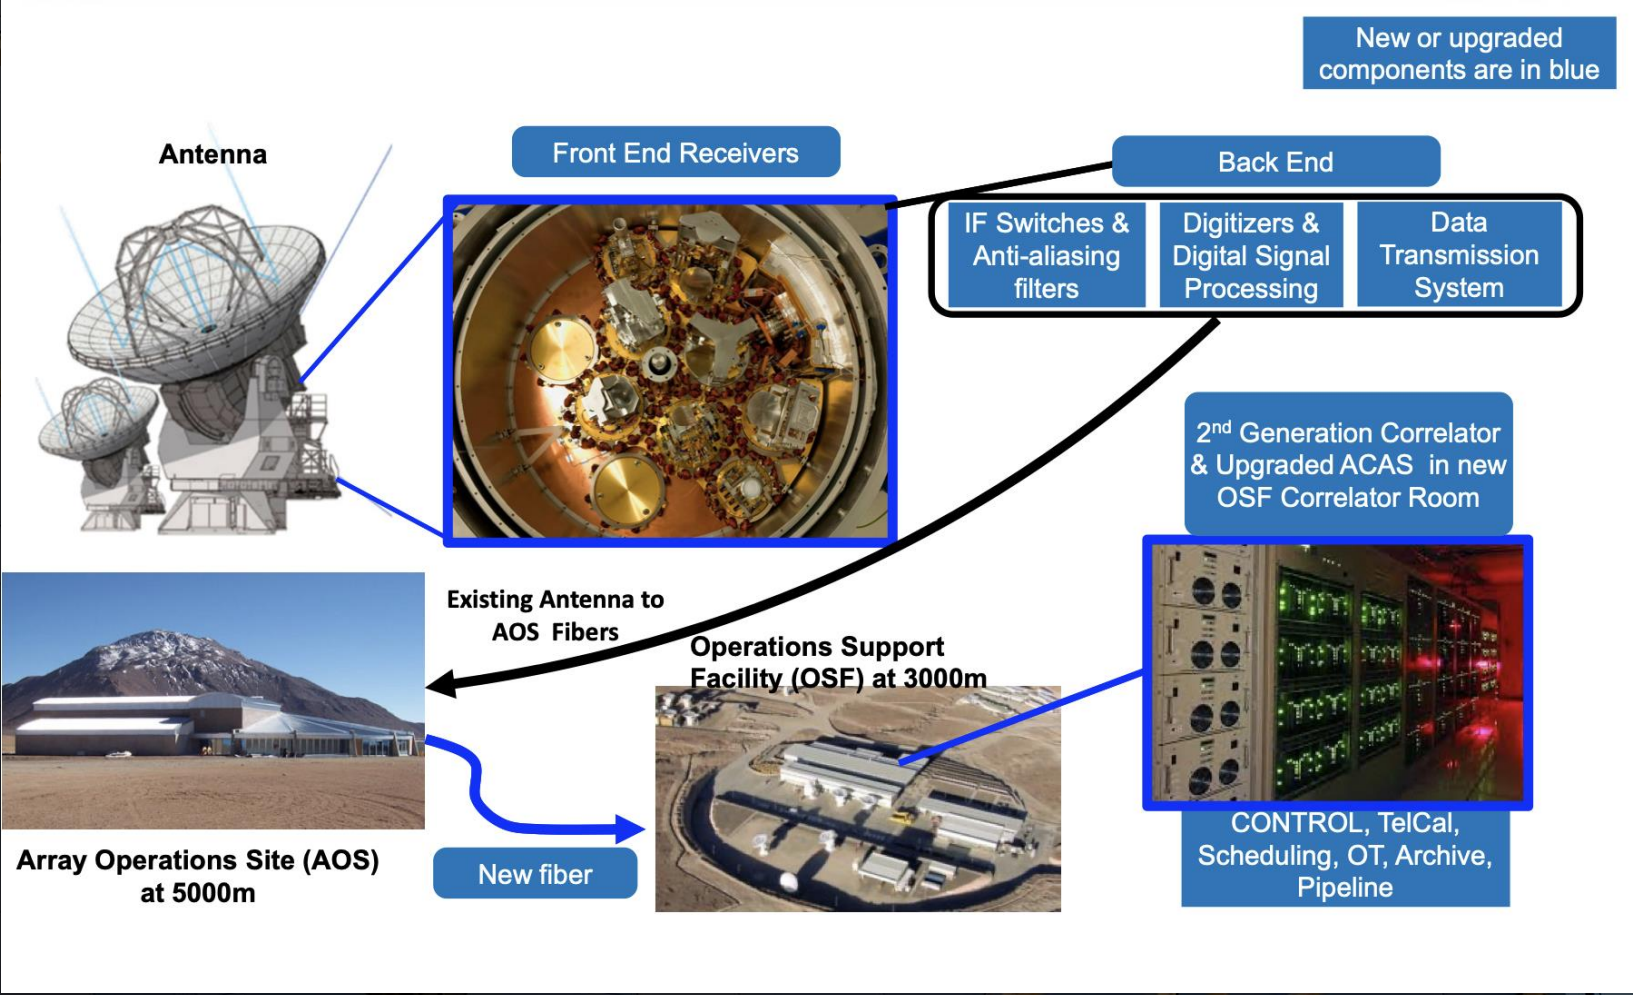 New or upgraded
components are in blue
Antenna
Front End Receivers
Back End
IF Switches &
Anti-aliasing
filters
Digitizers &
Digital Signal
Processing
Data
Transmission
System
2nd Generation Correlator
& Upgraded ACAS in new
OSF Correlator Room
Existing Antenna to
AOS Fibers
Operations Support
Facility (OSF) at 3000m
Array Operations Site (AOS)
at 5000m
New fiber
CONTROL, TelCal,
Scheduling, OT, Archive,
Pipeline